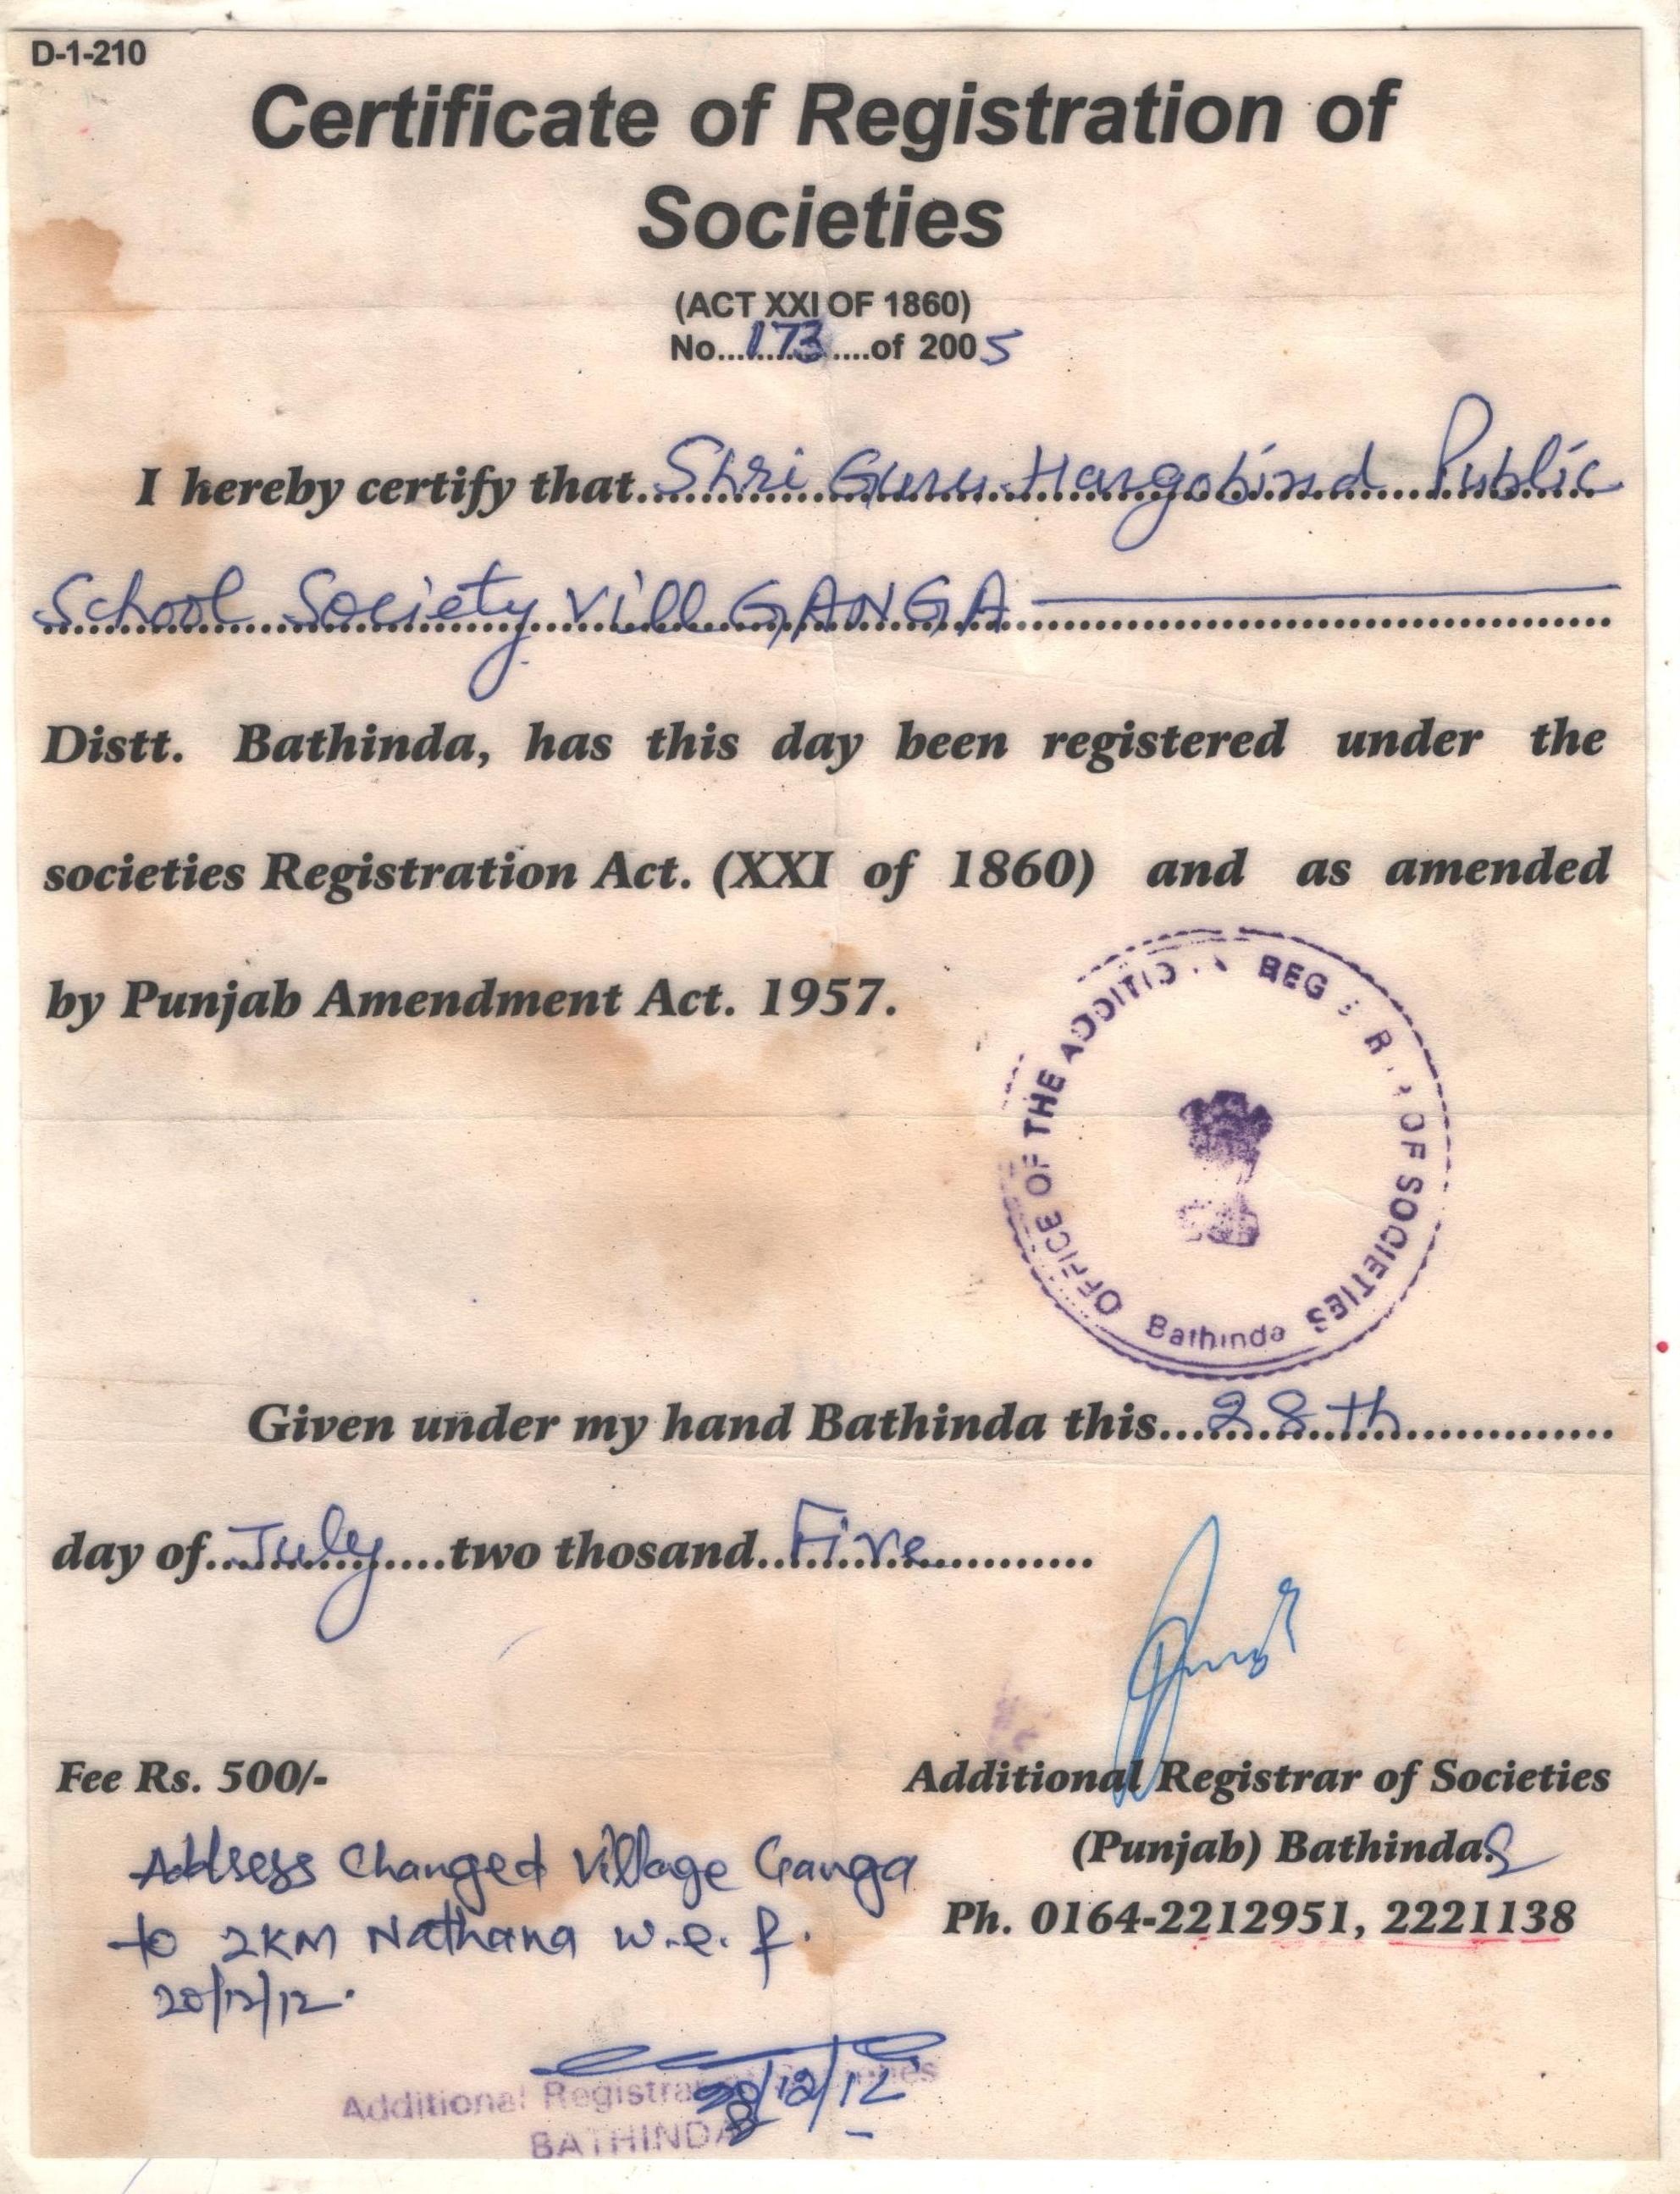 D-1-210
Certificate of Registration of
Societies
(ACT XXI OF 1860)
No....173....of 2005
I hereby certify that Shri Guru Hargobind Public
School Society Vill GANGA
Distt. Bathinda, has this day been registered under the
societies Registration Act. (XXI of 1860) and as amended
by Punjab Amendment Act. 1957.
OFFICE OF THE ADDITIO REG R OF SOCIETIES
Bathinda
Given under my hand Bathinda this...28th...
day of...July....two thosand..Five...
Fee Rs. 500/-
Additional Registrar of Societies
(Punjab) Bathinda.
Ph. 0164-2212951, 2221138
Address Changed Village Ganga
to 2KM Nathana w.e.f.
20/12/12.
20/12/12
Additional Registrar
BATHINDA